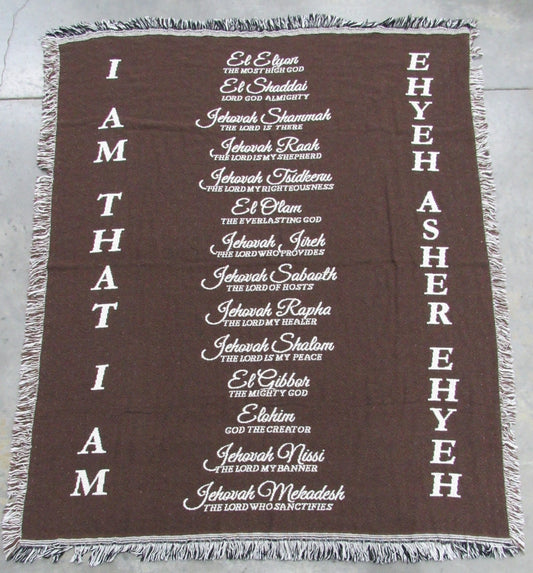 I AM THAT I AM
El Elyon
THE MOST HIGH GOD
El Shaddai
LORD GOD ALMIGHTY
Jehovah Shammah
THE LORD IS THERE
Jehovah Raah
THE LORD IS MY SHEPHERD
Jehovah Tsidkenu
THE LORD MY RIGHTEOUSNESS
El Olam
THE EVERLASTING GOD
Jehovah Jireh
THE LORD WHO PROVIDES
Jehovah Sabaoth
THE LORD OF HOSTS
Jehovah Rapha
THE LORD MY HEALER
Jehovah Shalom
THE LORD IS MY PEACE
El Gibbor
THE MIGHTY GOD
Elohim
GOD THE CREATOR
Jehovah Nissi
THE LORD MY BANNER
Jehovah Mekadesh
THE LORD WHO SANCTIFIES
EHYEH ASHER EHYEH